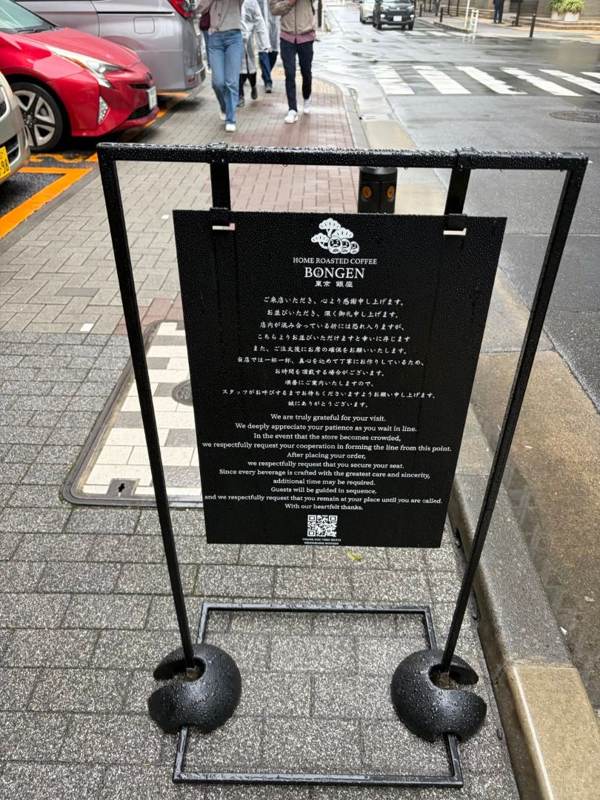 HOME ROASTED COFFEE
BONGEN
東京 銀座
ご来店いただき、心より感謝申し上げます。
お並びいただき、深く御礼申し上げます。
店内が混み合っている折には恐れ入りますが、
こちらよりお並びいただけますと幸いに存じます
また、ご注文後にお席の確保をお願いいたします。
当店では一杯一杯、真心を込めて丁寧にお作りしているため、
お時間を頂戴する場合がございます。
順番にご案内いたしますので、
スタッフがお呼びするまでお待ちくださいますようお願い申し上げます。
誠にありがとうございます。
We are truly grateful for your visit.
We deeply appreciate your patience as you wait in line.
In the event that the store becomes crowded,
we respectfully request your cooperation in forming the line from this point.
After placing your order,
we respectfully request that you secure your seat.
Since every beverage is crafted with the greatest care and sincerity,
additional time may be required.
Guests will be guided in sequence,
and we respectfully request that you remain at your place until you are called.
With our heartfelt thanks.